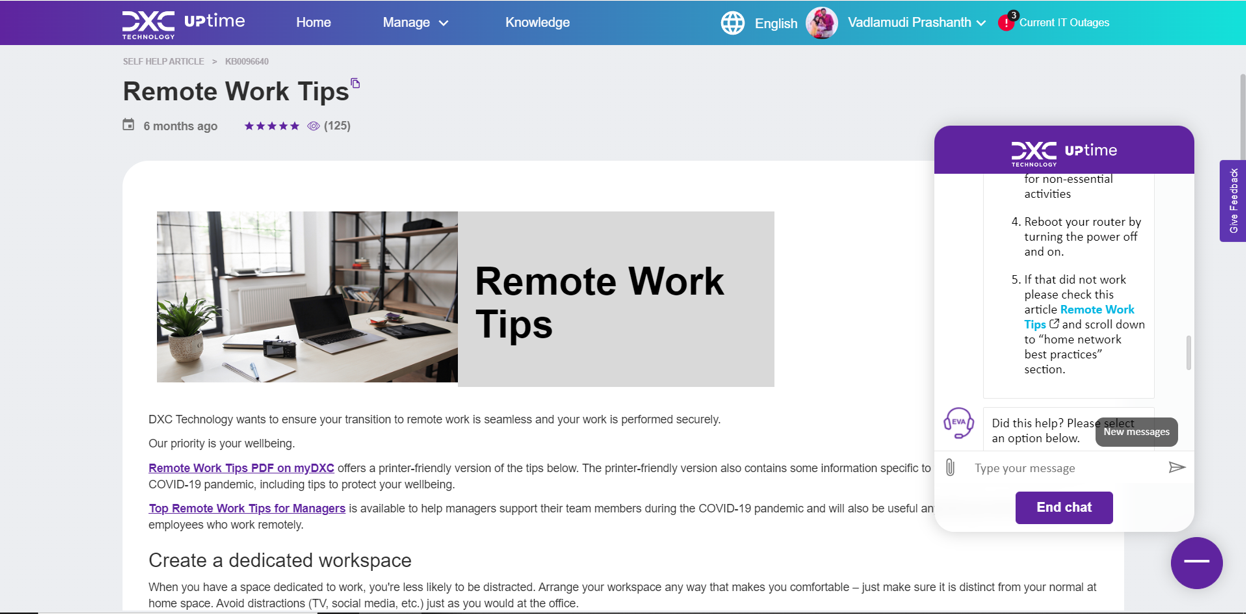 DXC TECHNOLOGY UPtime Home Manage Knowledge English Vadlamudi Prashanth 3 Current IT Outages
SELF HELP ARTICLE > KB0096640
Remote Work Tips
6 months ago ★★★★★ (125)
Remote Work
Tips
DXC Technology wants to ensure your transition to remote work is seamless and your work is performed securely.
Our priority is your wellbeing.
Remote Work Tips PDF on myDXC offers a printer-friendly version of the tips below. The printer-friendly version also contains some information specific to
COVID-19 pandemic, including tips to protect your wellbeing.
Top Remote Work Tips for Managers is available to help managers support their team members during the COVID-19 pandemic and will also be useful
employees who work remotely.
Create a dedicated workspace
When you have a space dedicated to work, you're less likely to be distracted. Arrange your workspace any way that makes you comfortable – just make sure it is distinct from your normal at
home space. Avoid distractions (TV, social media, etc.) just as you would at the office.
DXC TECHNOLOGY UPtime
for non-essential
activities
4. Reboot your router by
turning the power off
and on.
5. If that did not work
please check this
article Remote Work
Tips and scroll down
to “home network
best practices”
section.
EVA
Did this help? Please select
an option below.
New messages
Type your message
End chat
Give Feedback